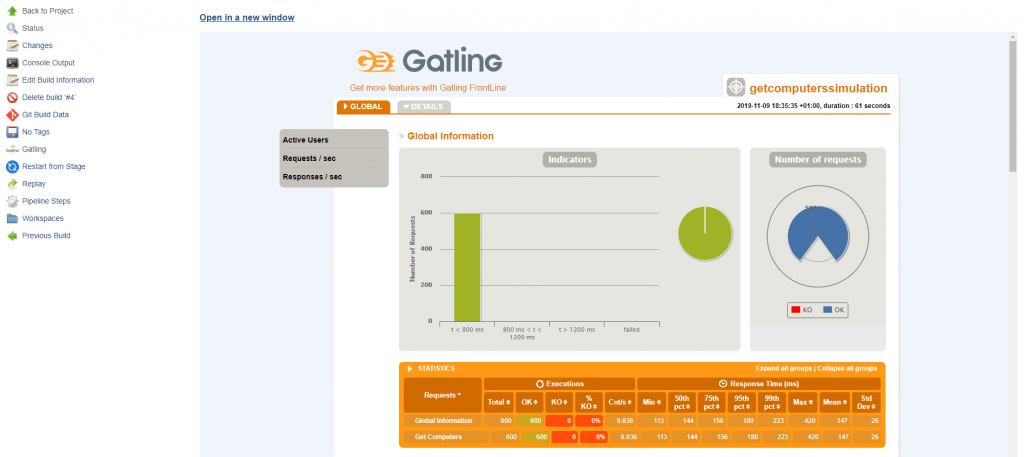 Back to Project
Status
Changes
Console Output
Edit Build Information
Delete build '#4'
Git Build Data
No Tags
Gatling
Restart from Stage
Replay
Pipeline Steps
Workspaces
Previous Build
Open in a new window
Gatling
Get more features with Gatling FrontLine
getcomputerssimulation
2019-11-09 18:35:35 +01:00, duration : 61 seconds
GLOBAL
DETAILS
Active Users
Requests / sec
Responses / sec
> Global Information
Indicators
Number of Requests
800
600
400
200
0
t < 800 ms
800 ms < t <
1200 ms
t > 1200 ms
failed
Number of requests
KO OK
STATISTICS
Expand all groups | Collapse all groups
Requests
Executions
Response Time (ms)
Total OK KO % KO Cnt/s Min 50th pct 75th pct 95th pct 99th pct Max Mean Std Dev
Global Information 600 600 0 0% 9.836 113 144 156 180 223 420 147 26
Get Computers 600 600 0 0% 9.836 113 144 156 180 223 420 147 26